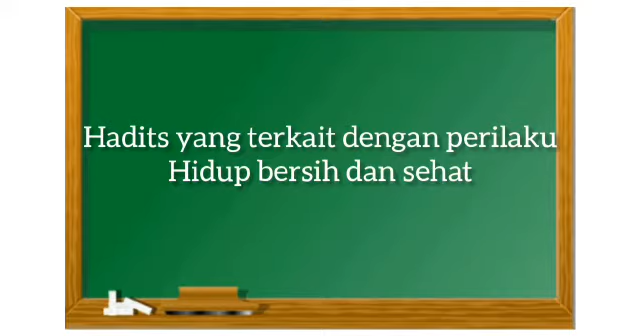 Hadits yang terkait dengan perilaku
Hidup bersih dan sehat